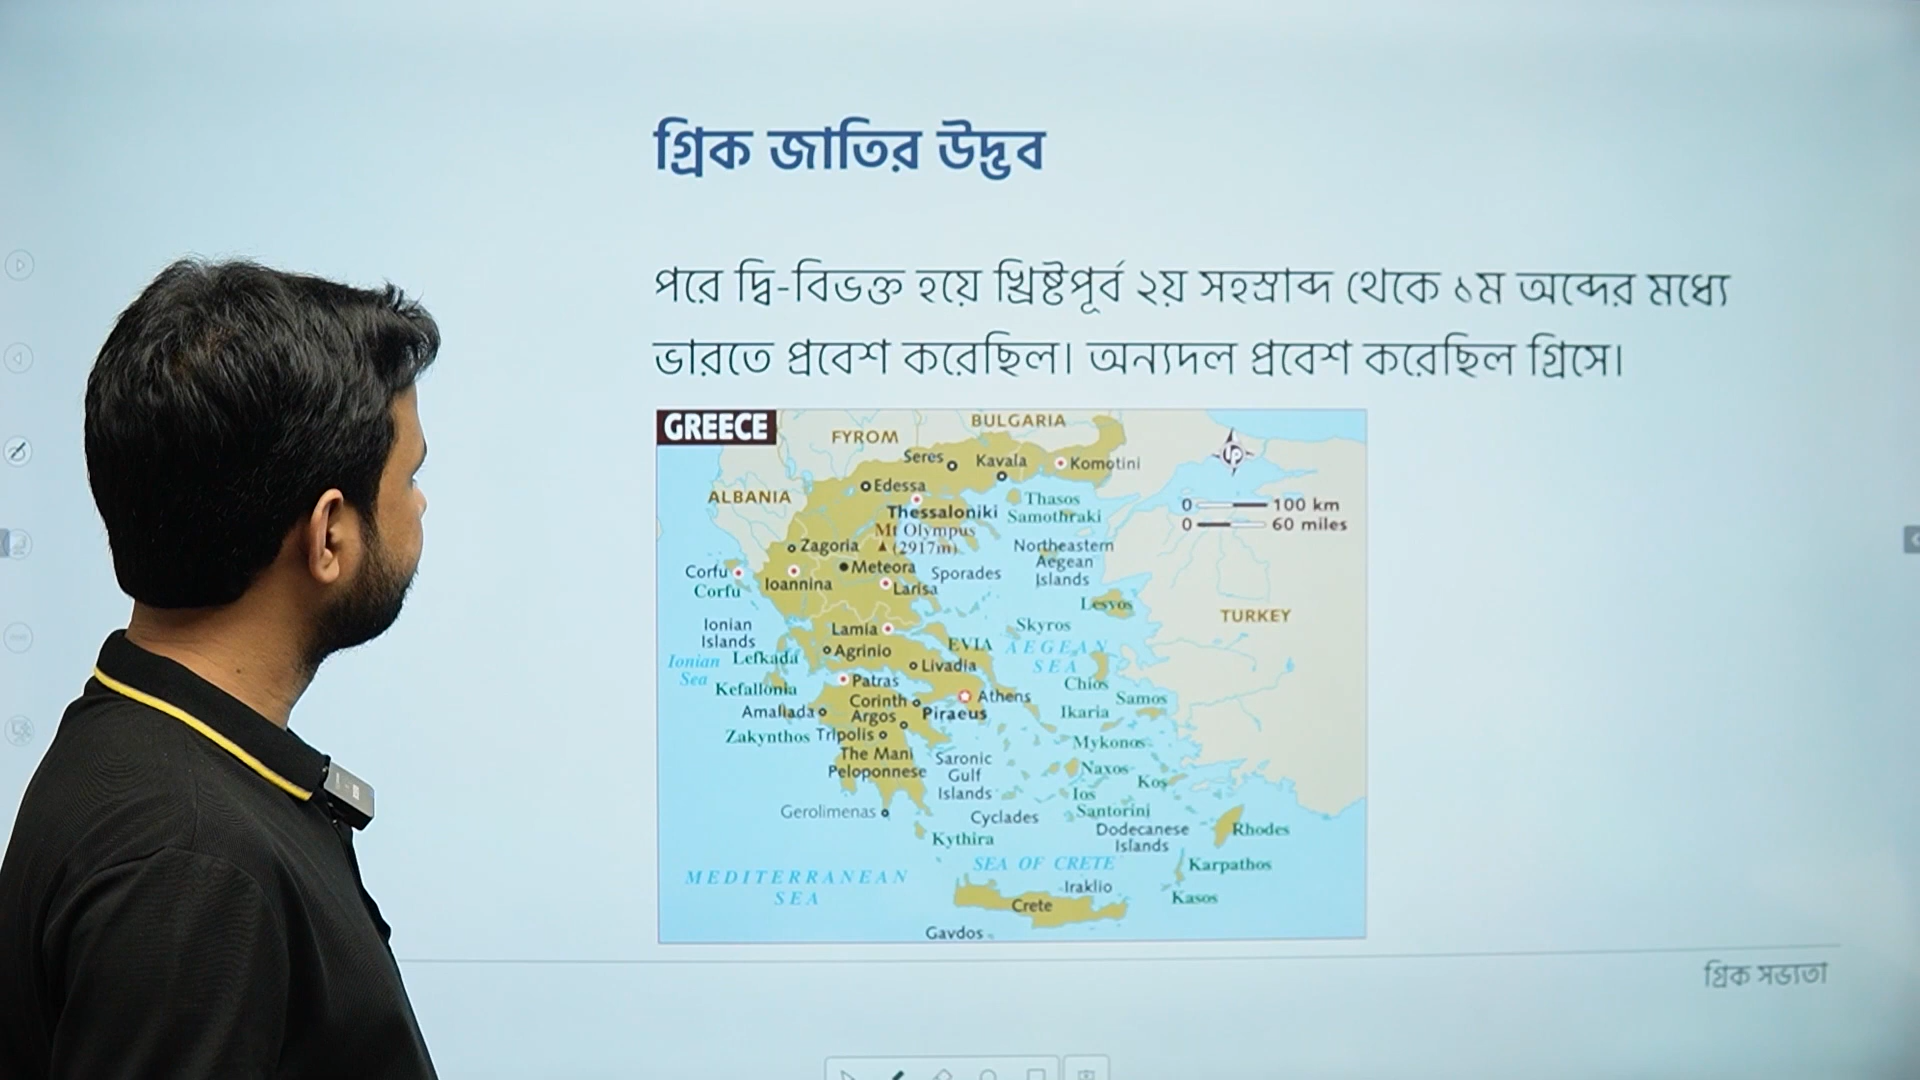 গ্রিক জাতির উদ্ভব
পরে দ্বি-বিভক্ত হয়ে খ্রিষ্টপূর্ব ২য় সহস্রাব্দ থেকে ১ম অব্দের মধ্যে
ভারতে প্রবেশ করেছিল। অন্যদল প্রবেশ করেছিল গ্রিসে।
GREECE
BULGARIA
FYROM
Seres
Kavala
Komotini
ALBANIA
Edessa
Thasos
0 100 km
Thessaloniki
Samothraki
0 60 miles
Mt Olympus
(2917m)
Zagoria
Northeastern
Aegean
Islands
Corfu
Meteora
Sporades
Corfu
Ioannina
Larisa
Lesvos
TURKEY
Ionian
Islands
Lamia
Skyros
EVIA
AEGEAN
SEA
Agrinio
Ionian
Sea
Lefkada
Livadia
Kefallonia
Patras
Chios
Corinth
Athens
Samos
Amaliada
Argos
Piraeus
Ikaria
Zakynthos
Tripolis
Mykonos
The Mani
Peloponnese
Saronic
Gulf
Islands
Naxos
Kos
Ios
Gerolimenas
Cyclades
Santorini
Dodecanese
Islands
Rhodes
Kythira
SEA OF CRETE
Karpathos
MEDITERRANEAN
SEA
Iraklio
Crete
Kasos
Gavdos
গ্রিক সভ্যতা